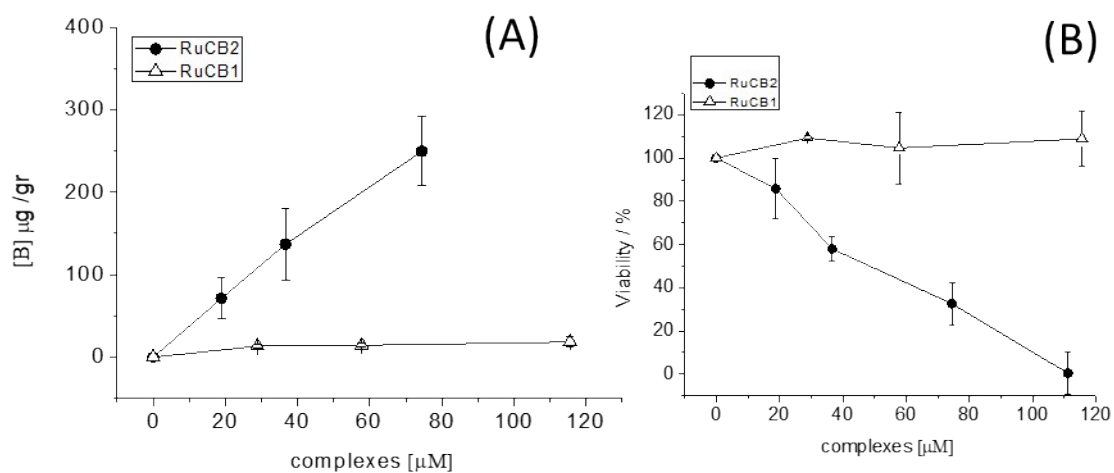 (A)
RuCB2
RuCB1
400
300
200
100
0
[B] µg /gr
0 20 40 60 80 100 120
complexes [µM]
(B)
RuCB2
RuCB1
120
100
80
60
40
20
0
Viability / %
0 20 40 60 80 100 120
complexes [µM]